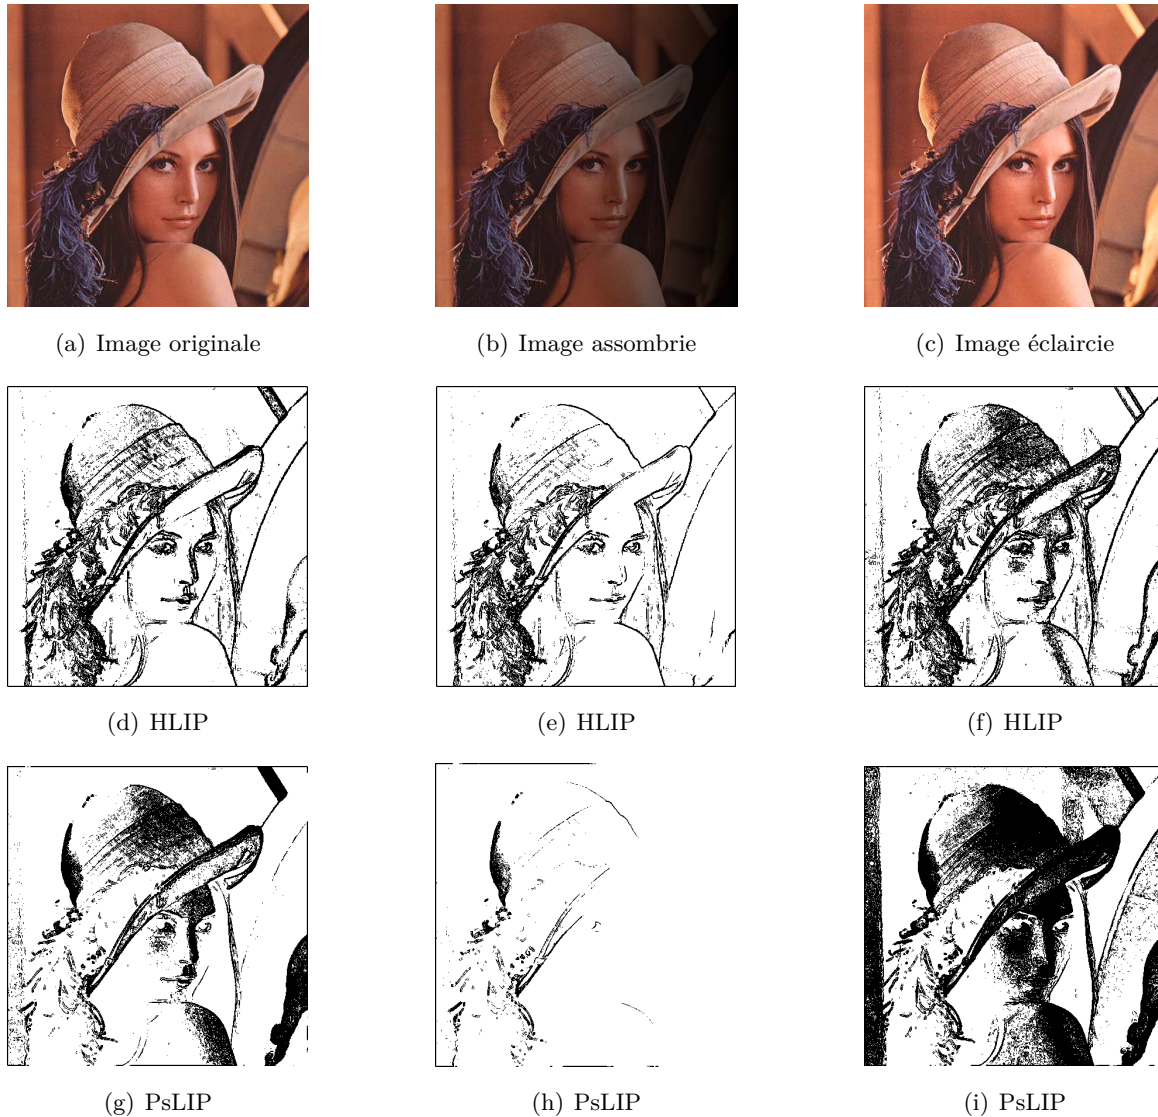 (a) Image originale
(b) Image assombrie
(c) Image éclaircie
(d) HLIP
(e) HLIP
(f) HLIP
(g) PsLIP
(h) PsLIP
(i) PsLIP